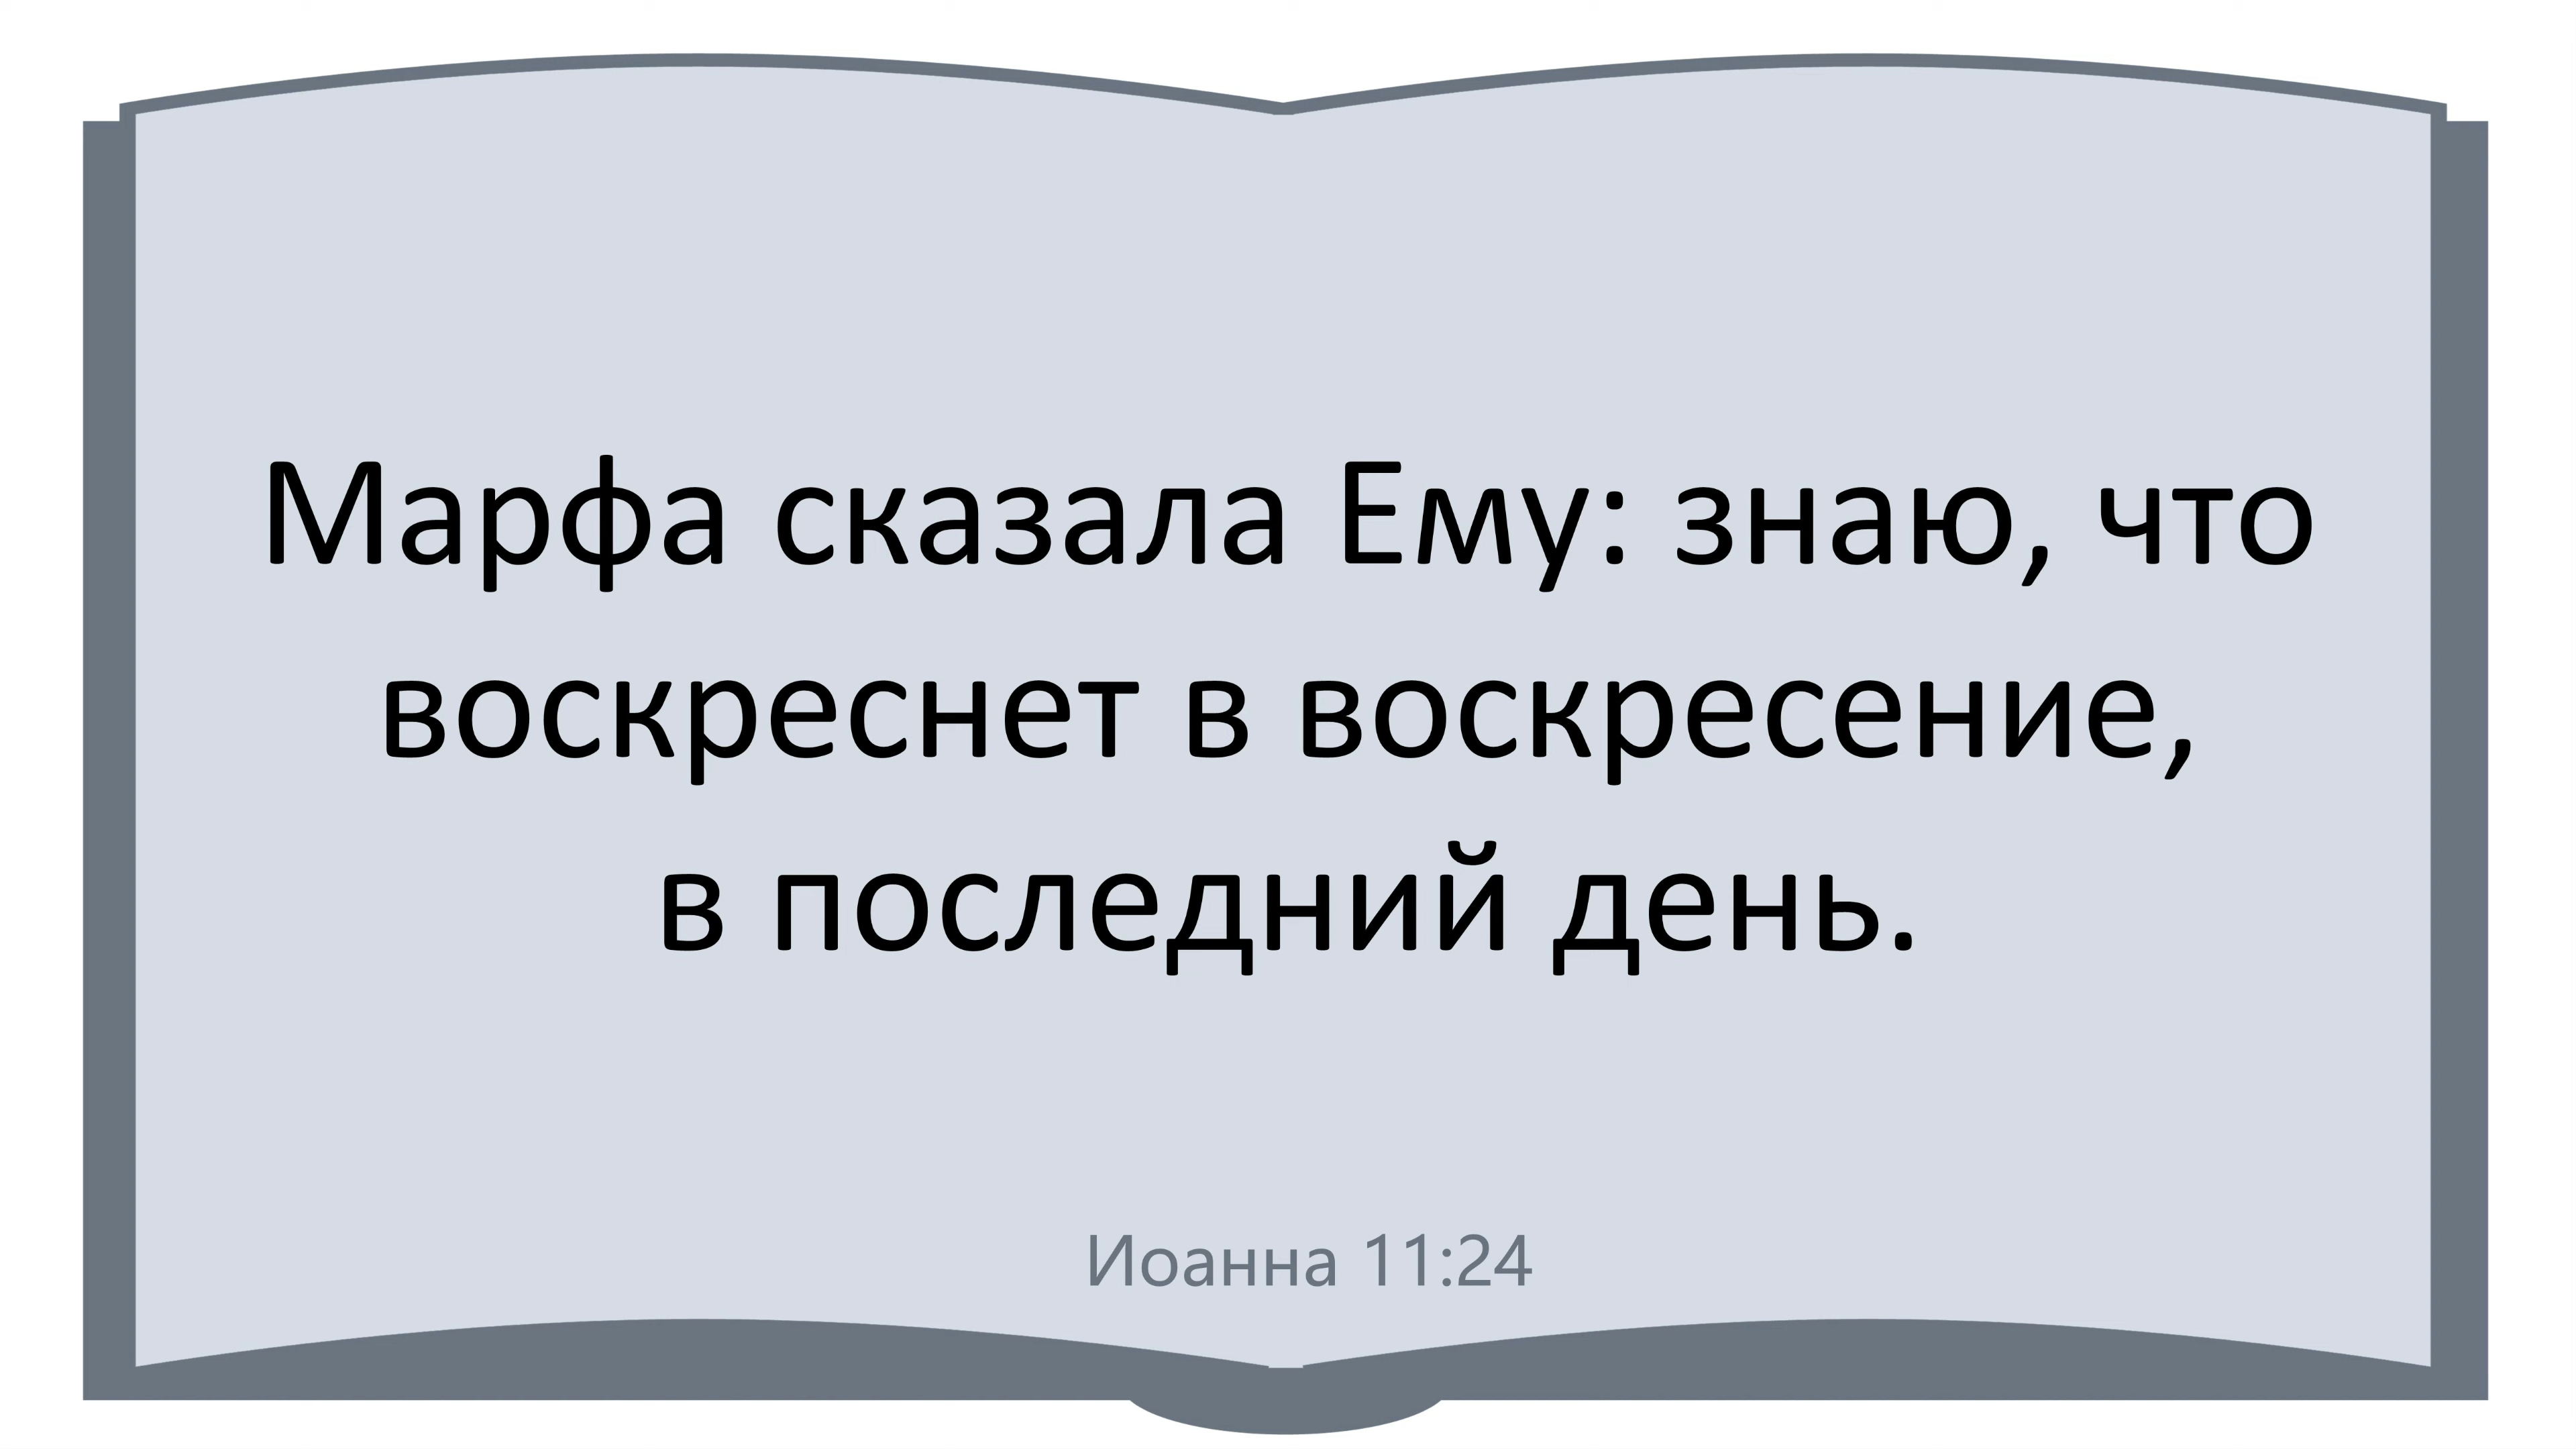 Марфа сказала Ему: знаю, что
воскреснет в воскресение,
в последний день.
Иоанна 11:24